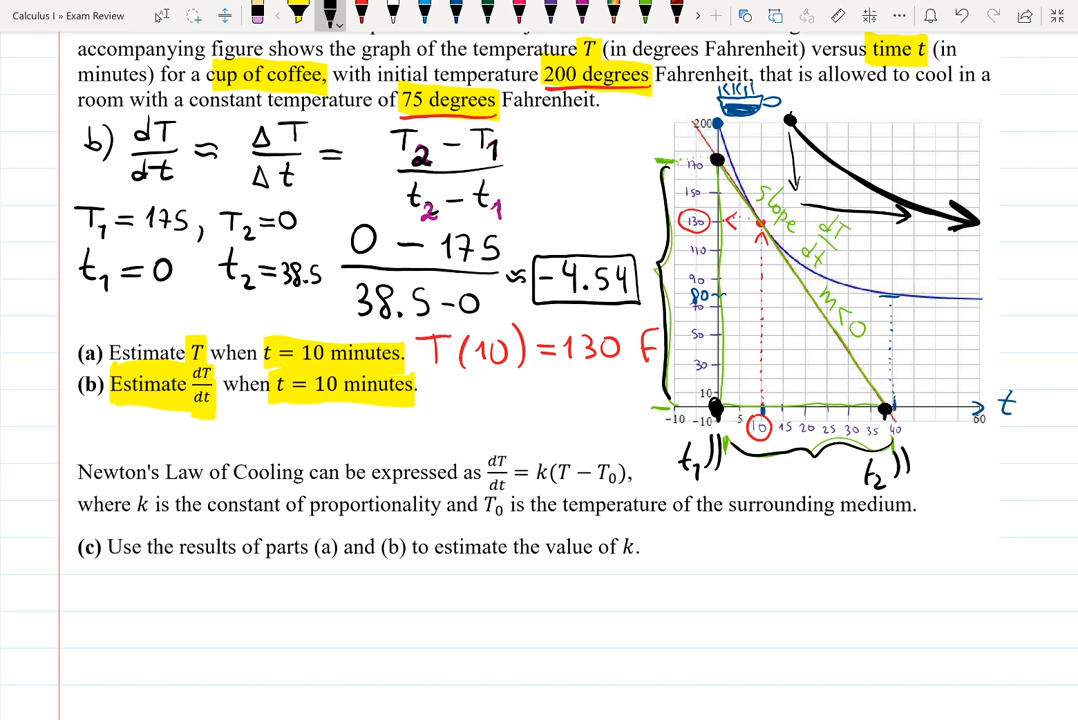 Calculus I » Exam Review
accompanying figure shows the graph of the temperature T (in degrees Fahrenheit) versus time t (in
minutes) for a cup of coffee, with initial temperature 200 degrees Fahrenheit, that is allowed to cool in a
room with a constant temperature of 75 degrees Fahrenheit.
b) dT/dt ≈ ΔT/Δt = (T₂ − T₁)/(t₂ − t₁)
T₁ = 175, T₂ = 0
t₁ = 0 t₂ = 38.5
(0 − 175)/(38.5 − 0) ≈ -4.54
200
170
150
130
110
90
80
70
50
30
10
-10
-10 5 10 15 20 25 30 35 40 60
t
slope
dT/dt
m<0
t₁ t₂
(a) Estimate T when t = 10 minutes. T(10) = 130 F
(b) Estimate dT/dt when t = 10 minutes.
Newton's Law of Cooling can be expressed as dT/dt = k(T − T₀),
where k is the constant of proportionality and T₀ is the temperature of the surrounding medium.
(c) Use the results of parts (a) and (b) to estimate the value of k.